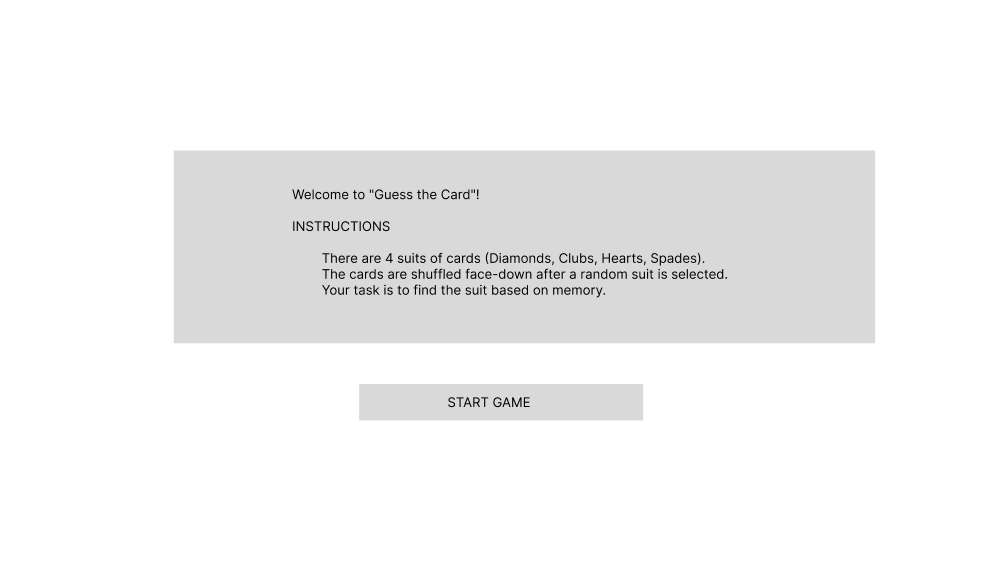 Welcome to "Guess the Card"!
INSTRUCTIONS
There are 4 suits of cards (Diamonds, Clubs, Hearts, Spades).
The cards are shuffled face-down after a random suit is selected.
Your task is to find the suit based on memory.
START GAME